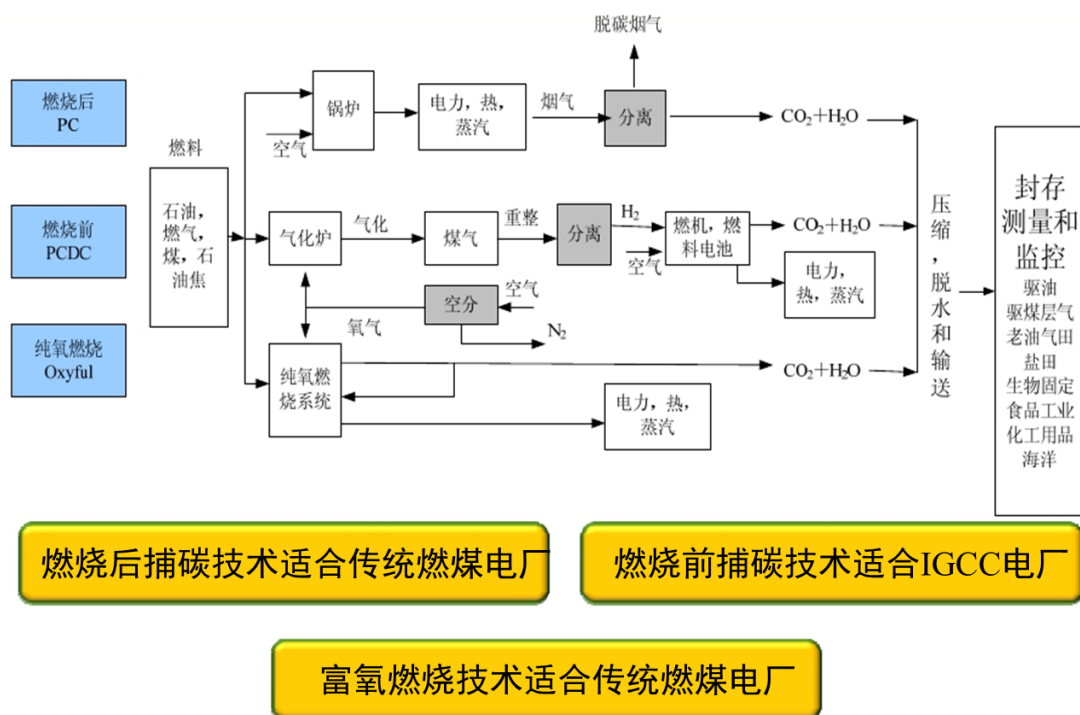 脱碳烟气
燃烧后
PC
锅炉
电力，热，
蒸汽
烟气
分离
CO₂+H₂O
空气
燃料
石油，
燃气，
煤，石
油焦
燃烧前
PCDC
气化炉
气化
煤气
重整
分离
H₂
空气
燃机，燃
料电池
CO₂+H₂O
电力，
热，蒸汽
空分
空气
氧气
N₂
纯氧燃烧
Oxyful
纯氧燃
烧系统
CO₂+H₂O
电力，热，
蒸汽
压缩，脱水和输送
封存
测量和
监控
驱油
驱煤层气
老油气田
盐田
生物固定
食品工业
化工用品
海洋
燃烧后捕碳技术适合传统燃煤电厂
燃烧前捕碳技术适合IGCC电厂
富氧燃烧技术适合传统燃煤电厂